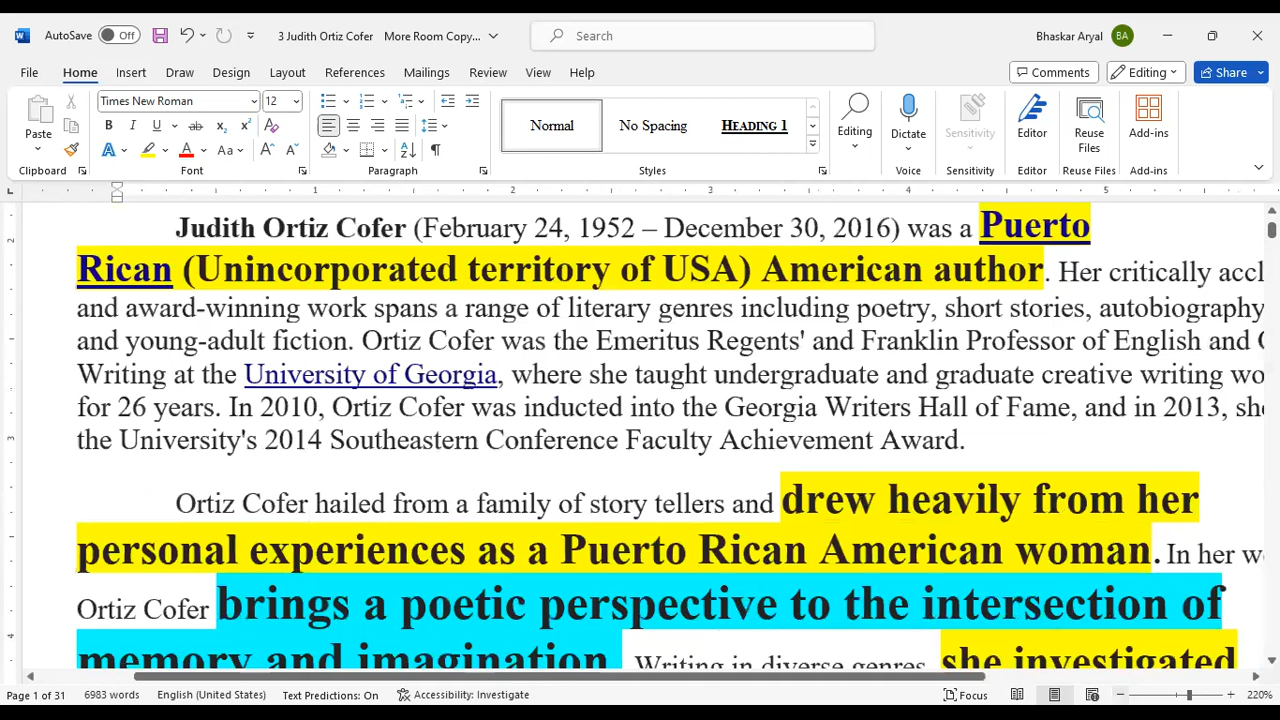 AutoSave Off 3 Judith Ortiz Cofer More Room Copy... Search Bhaskar Aryal BA
File Home Insert Draw Design Layout References Mailings Review View Help Comments Editing Share
Times New Roman 12
Paste
Normal No Spacing HEADING 1
Editing Dictate Sensitivity Editor Reuse Files Add-ins
Clipboard Font Paragraph Styles Voice Sensitivity Editor Reuse Files Add-ins
1 2 3 4 5
Judith Ortiz Cofer (February 24, 1952 – December 30, 2016) was a Puerto
Rican (Unincorporated territory of USA) American author. Her critically accl
and award-winning work spans a range of literary genres including poetry, short stories, autobiography
and young-adult fiction. Ortiz Cofer was the Emeritus Regents' and Franklin Professor of English and C
Writing at the University of Georgia, where she taught undergraduate and graduate creative writing wo
for 26 years. In 2010, Ortiz Cofer was inducted into the Georgia Writers Hall of Fame, and in 2013, she
the University's 2014 Southeastern Conference Faculty Achievement Award.
Ortiz Cofer hailed from a family of story tellers and drew heavily from her
personal experiences as a Puerto Rican American woman. In her wo
Ortiz Cofer brings a poetic perspective to the intersection of
memory and imagination. Writing in diverse genres, she investigated
Page 1 of 31 6983 words English (United States) Text Predictions: On Accessibility: Investigate Focus 220%